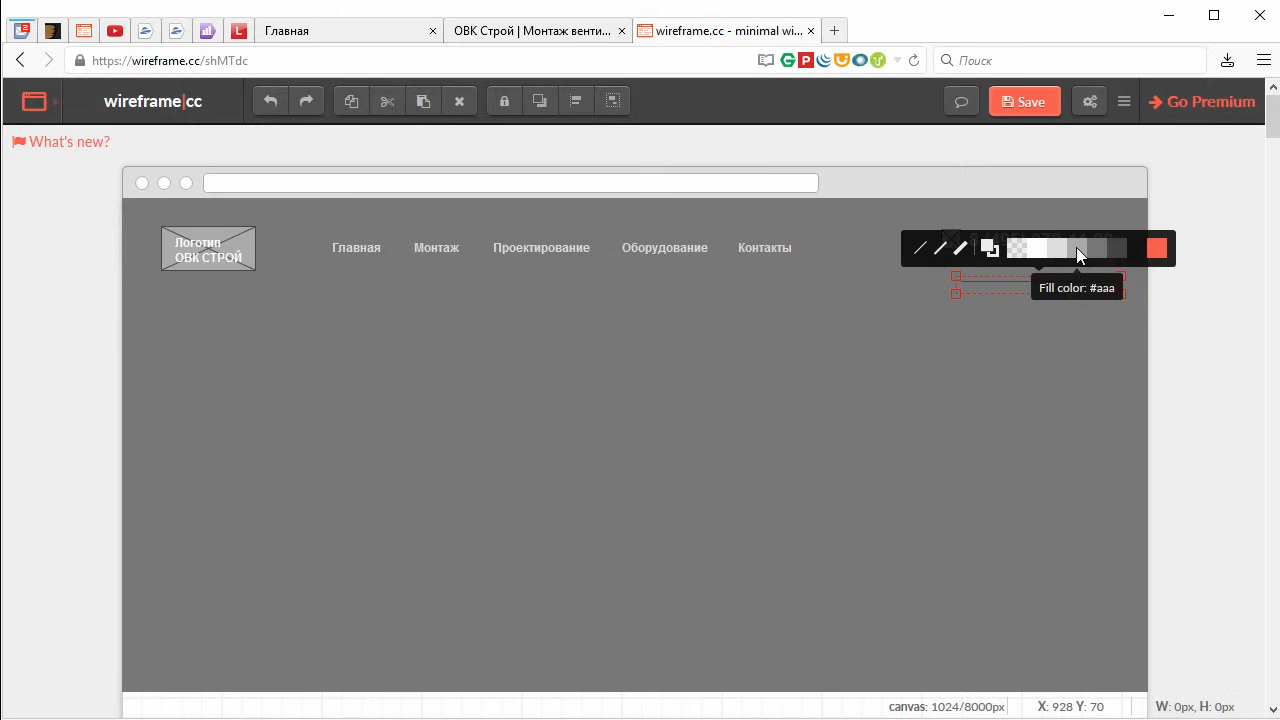 Главная
ОВК Строй | Монтаж венти...
wireframe.cc - minimal wi...
https://wireframe.cc/shMTdc
Поиск
wireframe|cc
Save
Go Premium
What's new?
Логотип
ОВК СТРОЙ
Главная
Монтаж
Проектирование
Оборудование
Контакты
Fill color: #aaa
canvas: 1024/8000px
X: 928 Y: 70
W: 0px, H: 0px